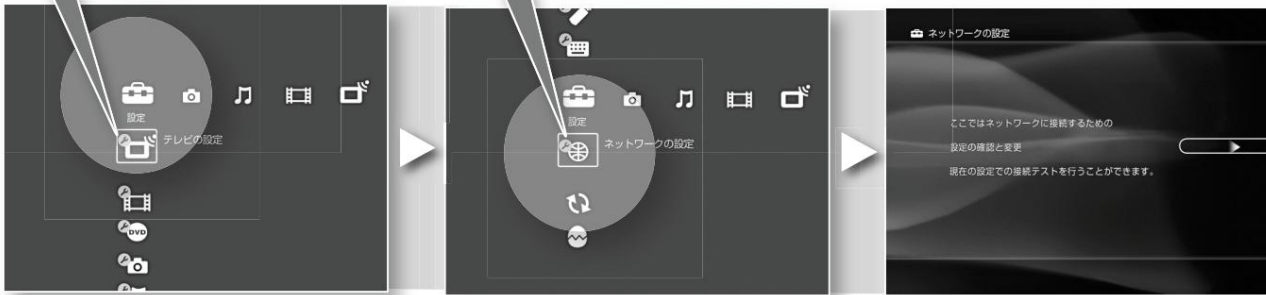 設定
テレビの設定
DVD
設定
ネットワークの設定
ネットワークの設定
ここではネットワークに接続するための
設定の確認と変更
現在の設定での接続テストを行うことができます。